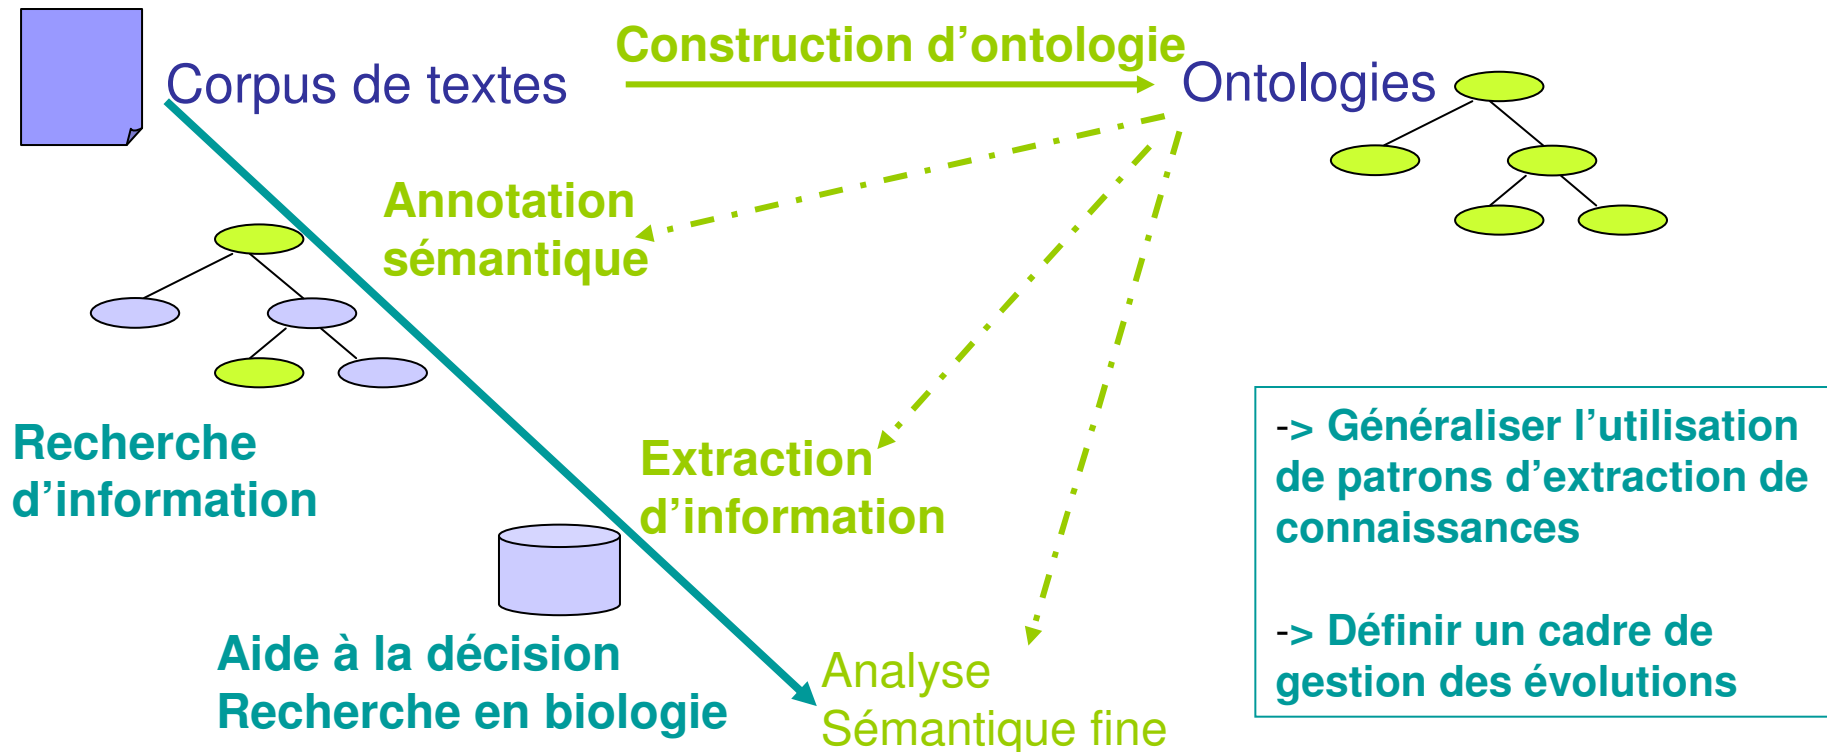 Construction d’ontologie
Corpus de textes
Ontologies
Annotation
sémantique
Recherche
d’information
Extraction
d’information
Aide à la décision
Recherche en biologie
Analyse
Sémantique fine
-> Généraliser l’utilisation
de patrons d’extraction de
connaissances
-> Définir un cadre de
gestion des évolutions